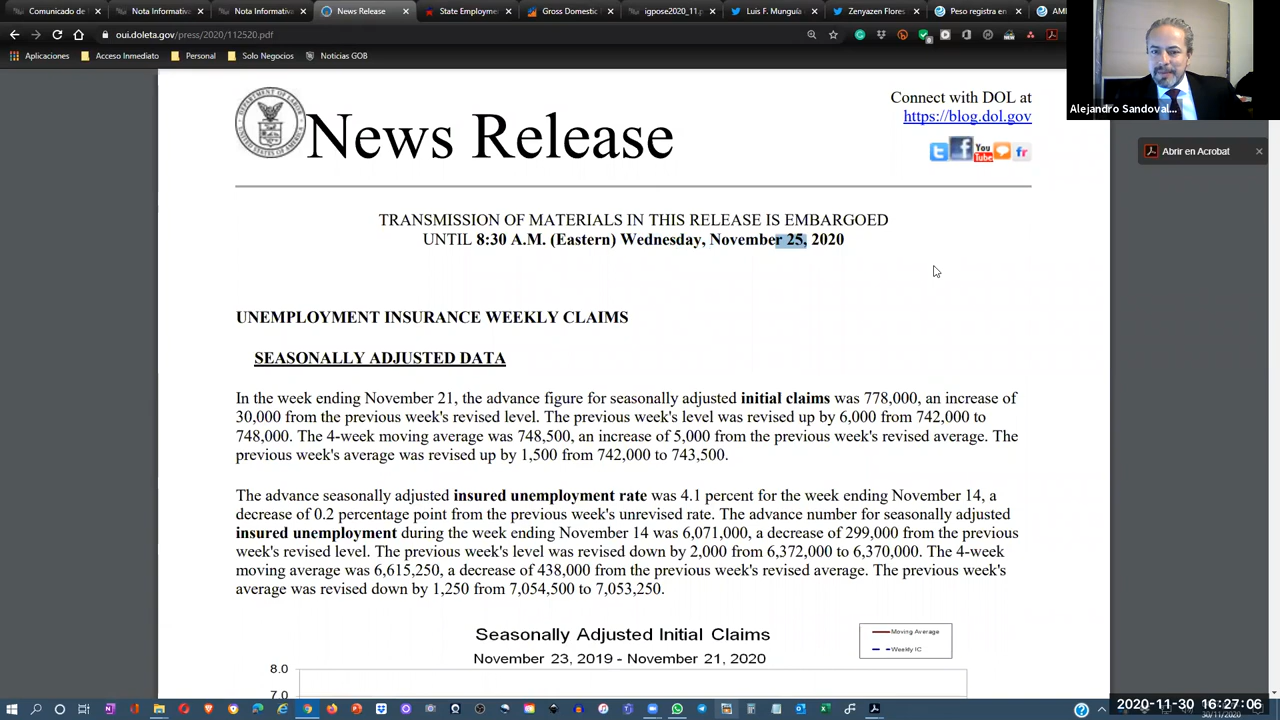 Comunicado de
Nota Informativ
Nota Informativ
News Release
State Employme
Gross Domestic
igpose2020_11.p
Luis F. Munguía
Zenyazen Flores
Peso registra e
oui.doleta.gov/press/2020/112520.pdf
Aplicaciones
Acceso Inmediato
Personal
Solo Negocios
Noticias GOB
Alejandro Sandoval...
Abrir en Acrobat
News Release
Connect with DOL at
https://blog.dol.gov
TRANSMISSION OF MATERIALS IN THIS RELEASE IS EMBARGOED
UNTIL 8:30 A.M. (Eastern) Wednesday, November 25, 2020
UNEMPLOYMENT INSURANCE WEEKLY CLAIMS
SEASONALLY ADJUSTED DATA
In the week ending November 21, the advance figure for seasonally adjusted initial claims was 778,000, an increase of
30,000 from the previous week's revised level. The previous week's level was revised up by 6,000 from 742,000 to
748,000. The 4-week moving average was 748,500, an increase of 5,000 from the previous week's revised average. The
previous week's average was revised up by 1,500 from 742,000 to 743,500.
The advance seasonally adjusted insured unemployment rate was 4.1 percent for the week ending November 14, a
decrease of 0.2 percentage point from the previous week's unrevised rate. The advance number for seasonally adjusted
insured unemployment during the week ending November 14 was 6,071,000, a decrease of 299,000 from the previous
week's revised level. The previous week's level was revised down by 2,000 from 6,372,000 to 6,370,000. The 4-week
moving average was 6,615,250, a decrease of 438,000 from the previous week's revised average. The previous week's
average was revised down by 1,250 from 7,054,500 to 7,053,250.
Seasonally Adjusted Initial Claims
November 23, 2019 - November 21, 2020
Moving Average
Weekly IC
8.0
7.0
2020-11-30 16:27:06
30/11/2020